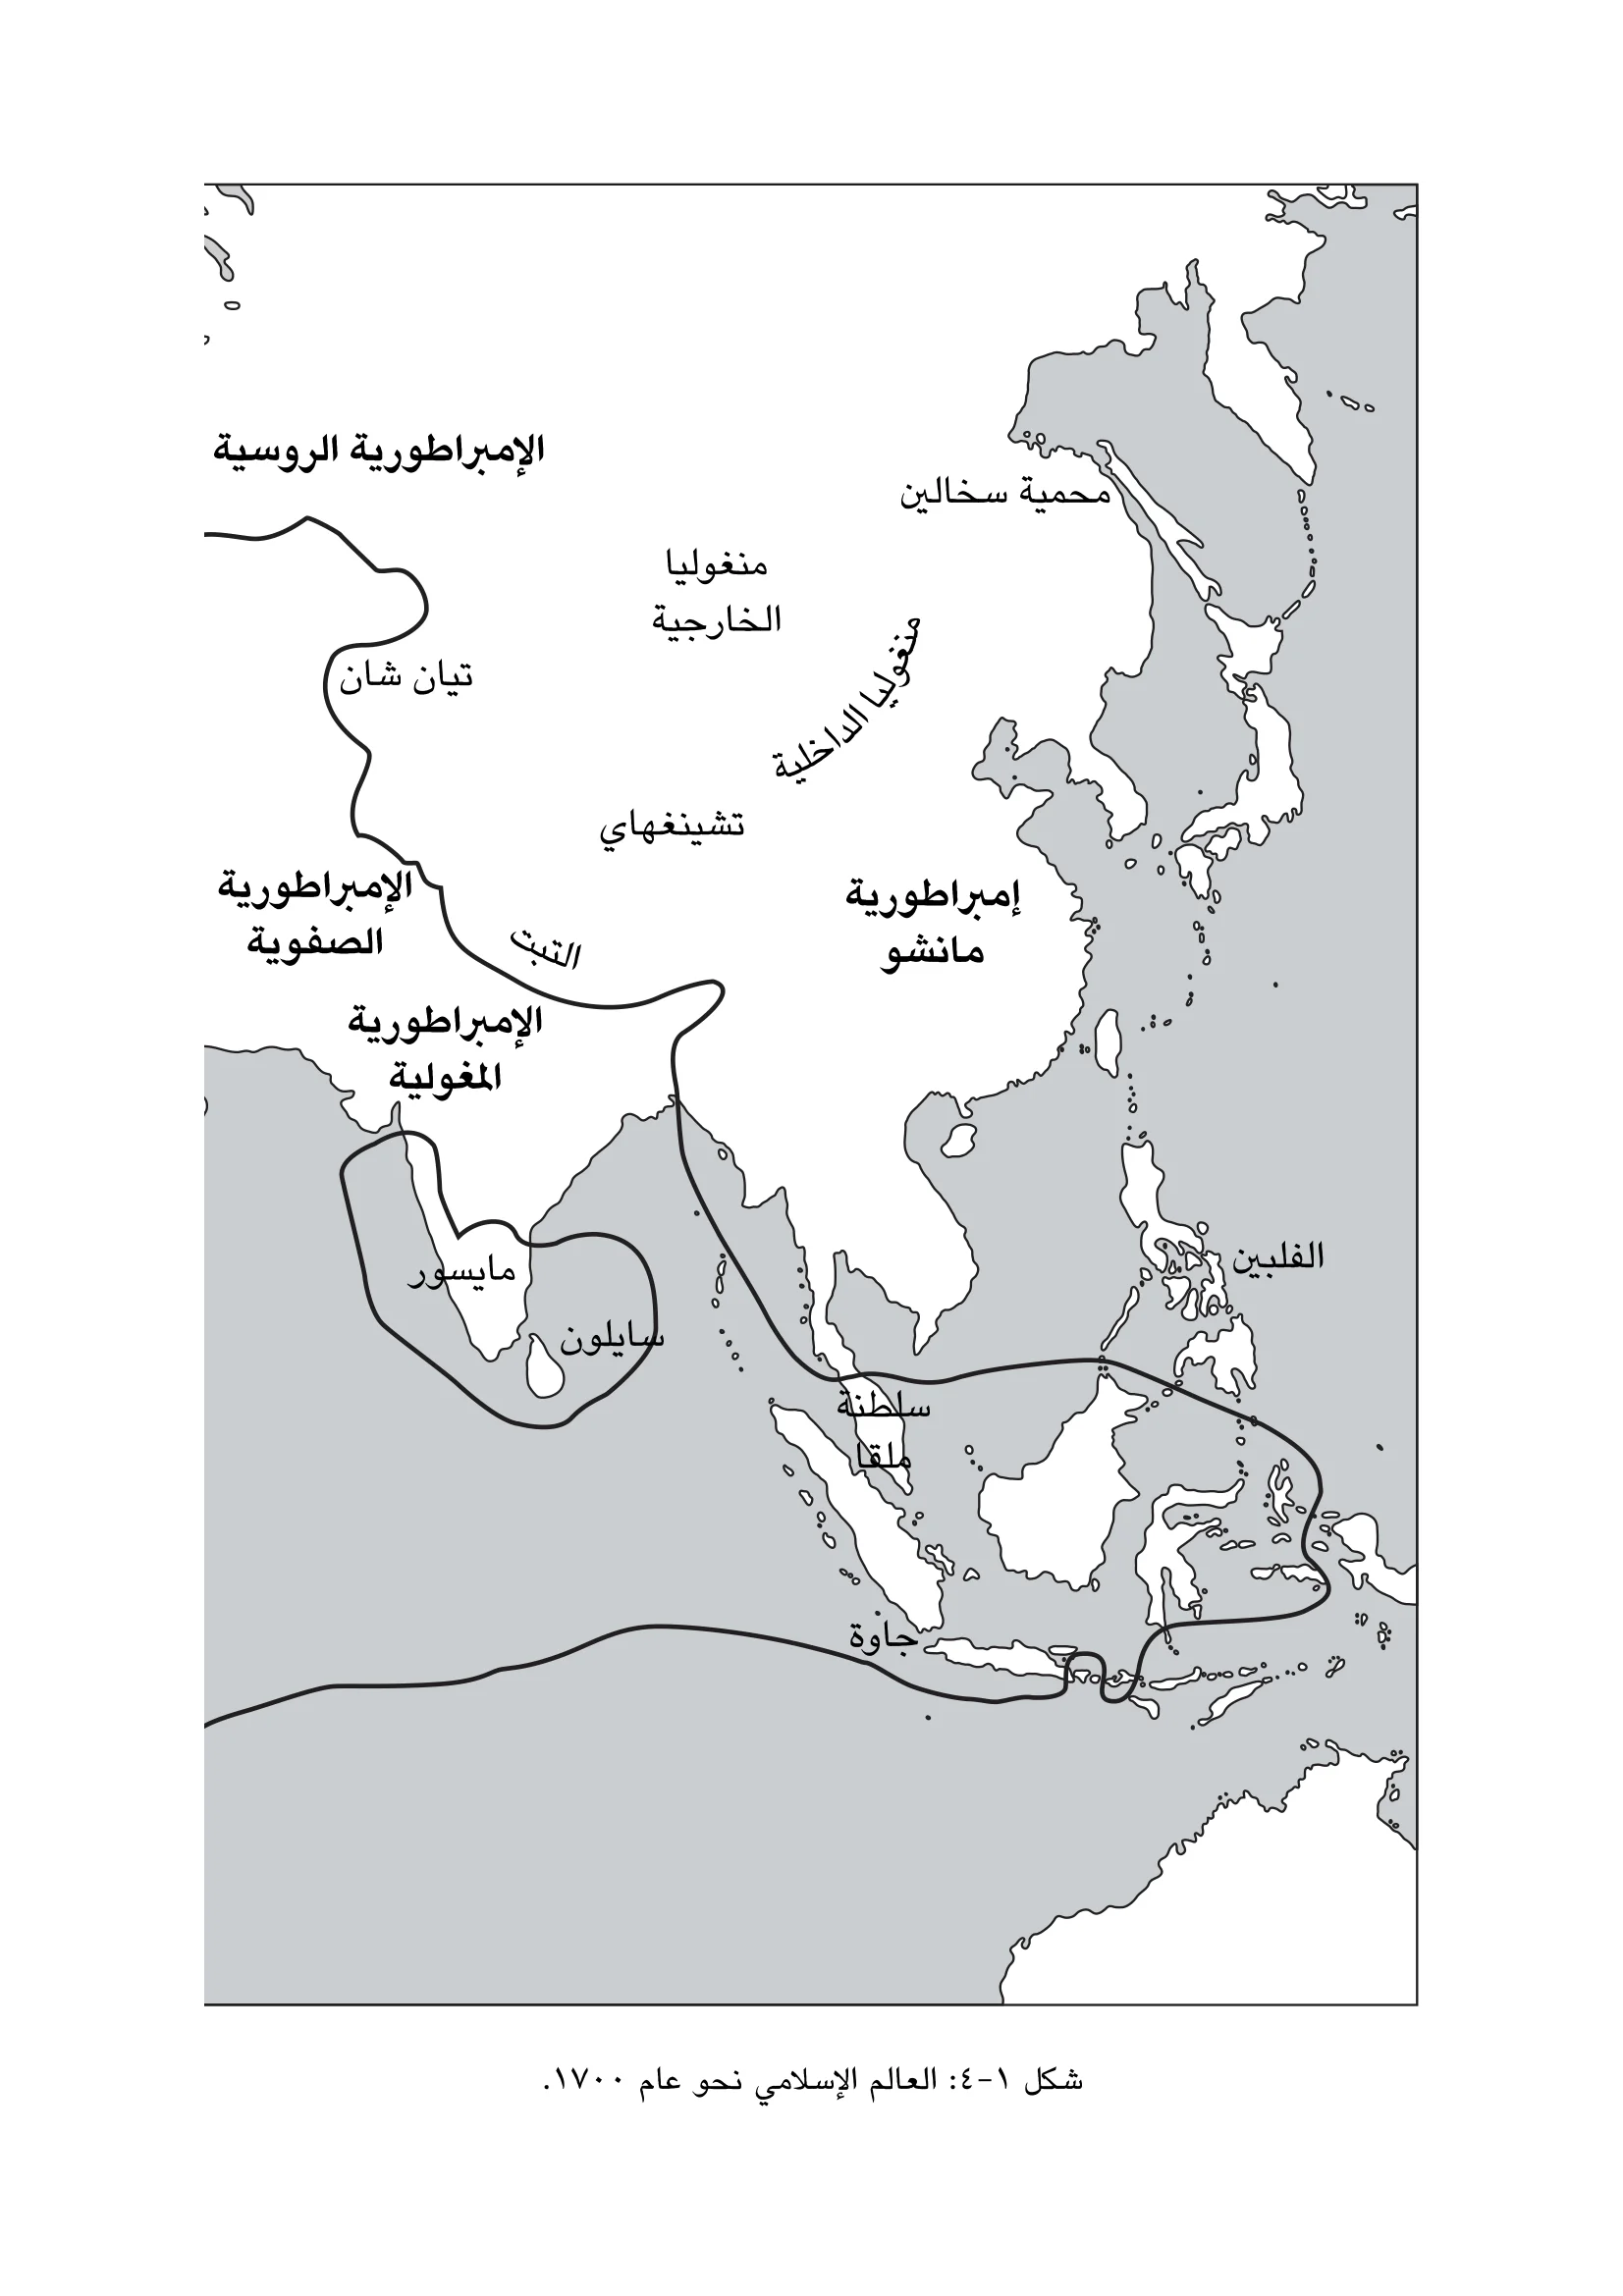 الإمبراطورية الروسية
محمية سخالين
منغوليا
الخارجية
منغوليا الداخلية
تيان شان
تشينغهاي
الإمبراطورية
الصفوية
إمبراطورية
مانشو
التبت
الإمبراطورية
المغولية
الفلبين
مايسور
سايلون
سلطنة
ملقا
جاوة
شكل ١-٤: العالم الإسلامي نحو عام ١٧٠٠.